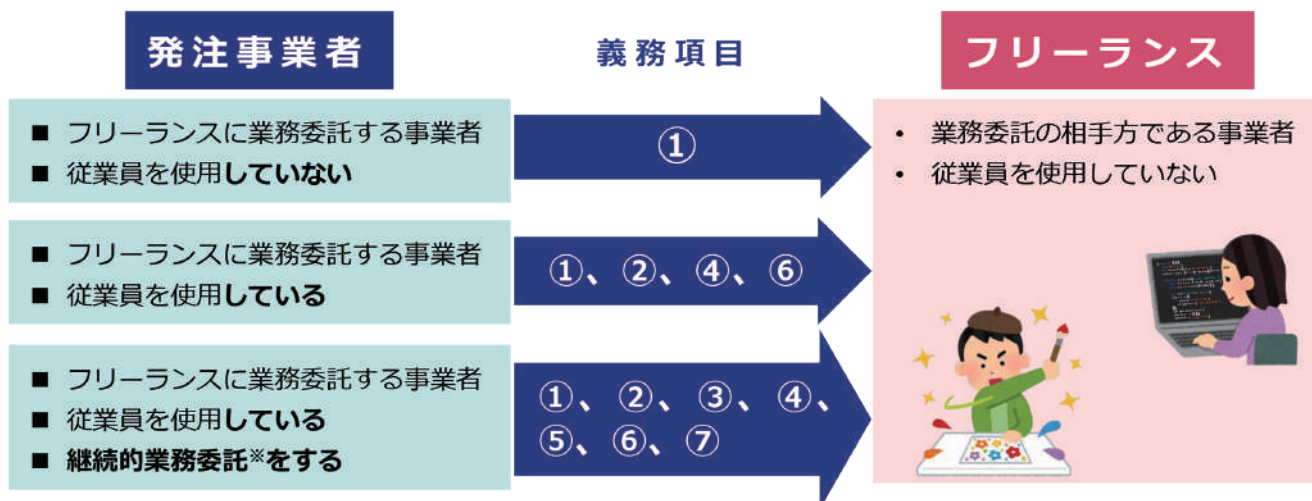 発注事業者
義務項目
フリーランス
■ フリーランスに業務委託する事業者
■ 従業員を使用していない
①
• 業務委託の相手方である事業者
• 従業員を使用していない
■ フリーランスに業務委託する事業者
■ 従業員を使用している
①、②、④、⑥
■ フリーランスに業務委託する事業者
■ 従業員を使用している
■ 継続的業務委託※をする
①、②、③、④、
⑤、⑥、⑦